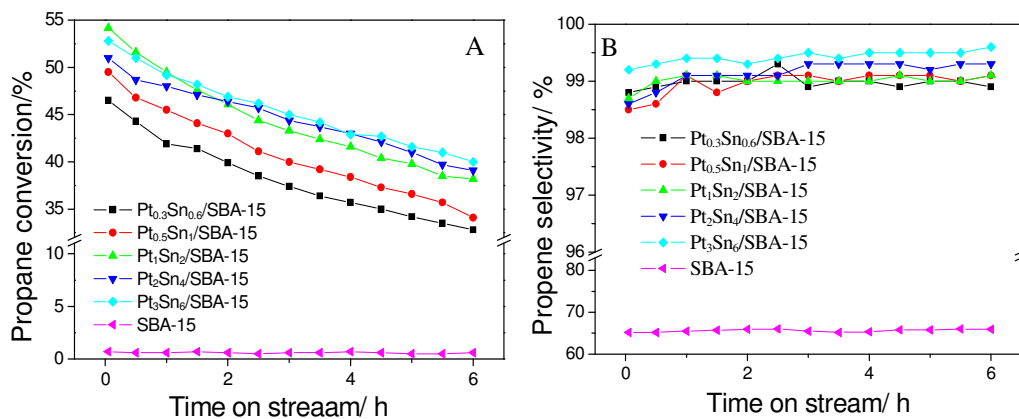 A
Propane conversion/%
55
50
45
40
35
10
5
0
Pt0.3Sn0.6/SBA-15
Pt0.5Sn1/SBA-15
Pt1Sn2/SBA-15
Pt2Sn4/SBA-15
Pt3Sn6/SBA-15
SBA-15
0 2 4 6
Time on streaam/ h
B
Propene selectivity/ %
100
99
98
97
96
80
65
60
Pt0.3Sn0.6/SBA-15
Pt0.5Sn1/SBA-15
Pt1Sn2/SBA-15
Pt2Sn4/SBA-15
Pt3Sn6/SBA-15
SBA-15
0 2 4 6
Time on streaam/ h